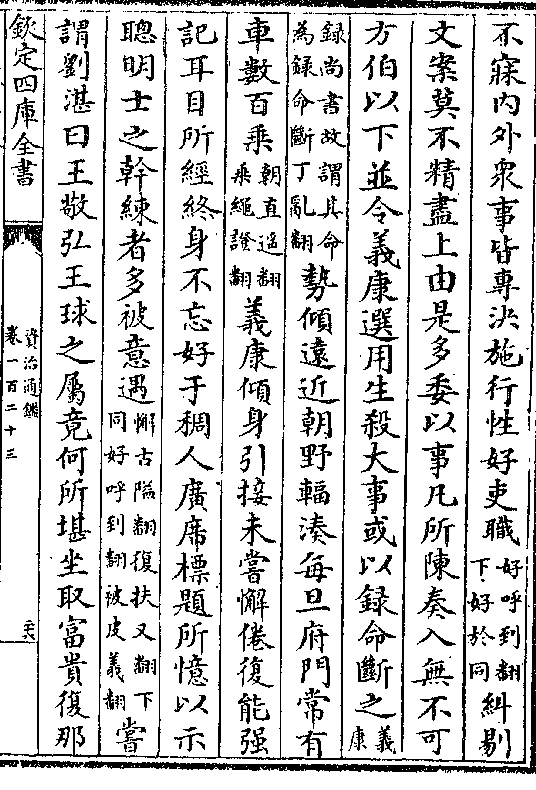 不寐内外衆事皆專決施行性好吏職好呼到翻下好於同糾剔
文案莫不精盡上由是多委以事凡所陳奏入無不可
方伯以下並令義康選用生殺大事或以録命斷之義康
録尚書故謂其命為録命斷丁亂翻勢傾遠近朝野輻湊每旦府門常有
車數百乘朝直遥翻乘繩證翻義康傾身引接未嘗懈倦復能强
記耳目所經終身不忘好于稠人廣席標題所憶以示
聰明士之幹練者多被意遇懈古隘翻復扶又翻下同好呼到翻被皮義翻嘗
謂劉湛曰王敬弘王球之屬竟何所堪坐取富貴復那
欽定四庫全書
資治通鑑
卷一百二十三
二六